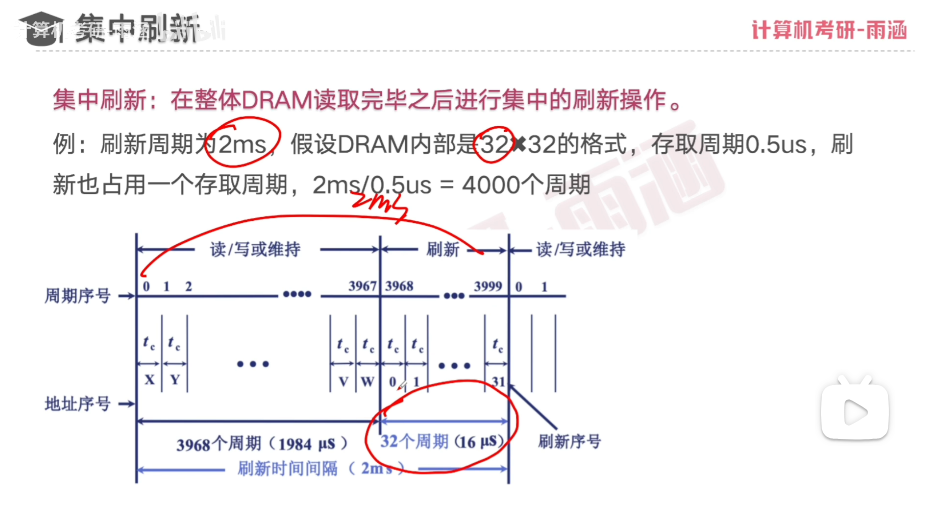 集中刷新
计算机考研-雨涵
集中刷新：在整体DRAM读取完毕之后进行集中的刷新操作。
例：刷新周期为2ms，假设DRAM内部是32✖32的格式，存取周期0.5us，刷
新也占用一个存取周期，2ms/0.5us = 4000个周期
2ms
读/写或维持 刷新 读/写或维持
周期序号 0 1 2 •••• 3967 3968 ••• 3999 0 1
tc tc ••• tc tc tc tc ••• tc
X Y V W 0 1 31
地址序号
3968个周期（1984 μS） 32个周期（16 μS） 刷新序号
刷新时间间隔（2ms）